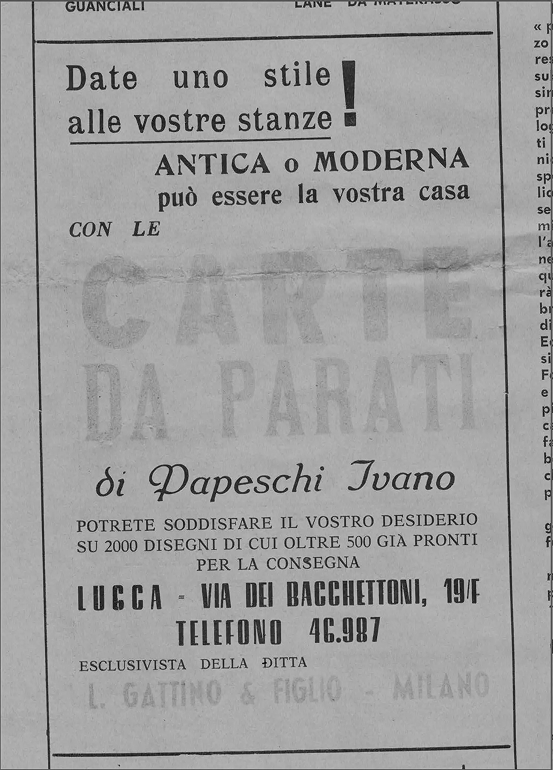 GUANCIALI LANE DA MATERASSO
Date uno stile
alle vostre stanze!
ANTICA o MODERNA
può essere la vostra casa
CON LE
CARTE
DA PARATI
di Papeschi Ivano
POTRETE SODDISFARE IL VOSTRO DESIDERIO
SU 2000 DISEGNI DI CUI OLTRE 500 GIÀ PRONTI
PER LA CONSEGNA
LUCCA - VIA DEI BACCHETTONI, 19/F
TELEFONO 46.987
ESCLUSIVISTA DELLA DITTA
L. GATTINO & FIGLIO - MILANO